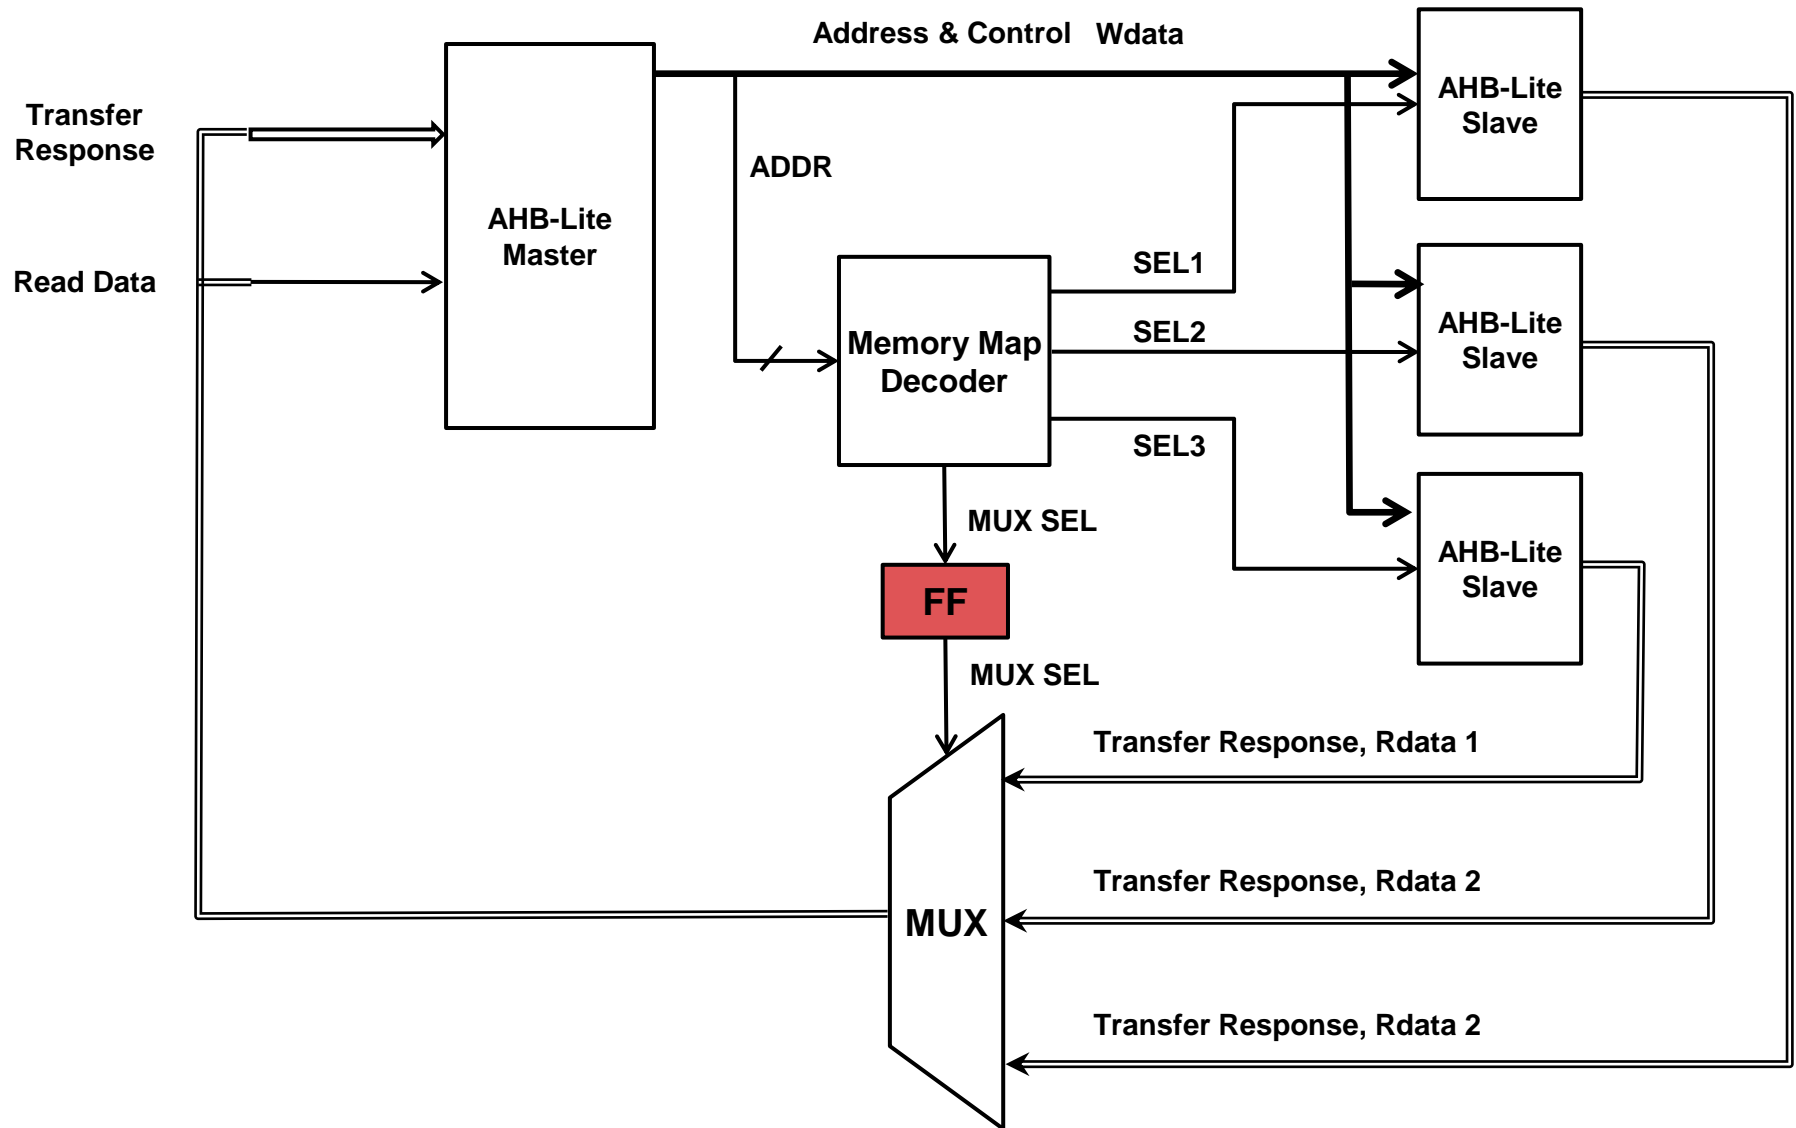 Address & Control Wdata
AHB-Lite
Slave
Transfer
Response
ADDR
AHB-Lite
Master
Read Data
SEL1
SEL2
SEL3
Memory Map
Decoder
AHB-Lite
Slave
MUX SEL
FF
MUX SEL
AHB-Lite
Slave
Transfer Response, Rdata 1
Transfer Response, Rdata 2
MUX
Transfer Response, Rdata 2